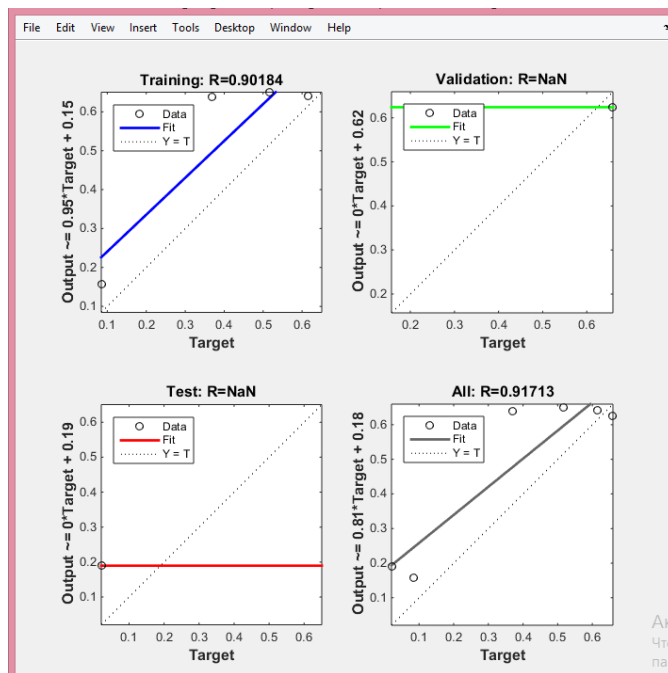 File Edit View Insert Tools Desktop Window Help
Training: R=0.90184
Output ~= 0.95*Target + 0.15
0.6
0.5
0.4
0.3
0.2
0.1
Data
Fit
Y = T
0.1 0.2 0.3 0.4 0.5 0.6
Target
Validation: R=NaN
Output ~= 0*Target + 0.62
0.6
0.5
0.4
0.3
0.2
Data
Fit
Y = T
0.2 0.3 0.4 0.5 0.6
Target
Test: R=NaN
Output ~= 0*Target + 0.19
0.6
0.5
0.4
0.3
0.2
0.1
Data
Fit
Y = T
0.1 0.2 0.3 0.4 0.5 0.6
Target
All: R=0.91713
Output ~= 0.81*Target + 0.18
0.6
0.5
0.4
0.3
0.2
0.1
Data
Fit
Y = T
0.1 0.2 0.3 0.4 0.5 0.6
Target